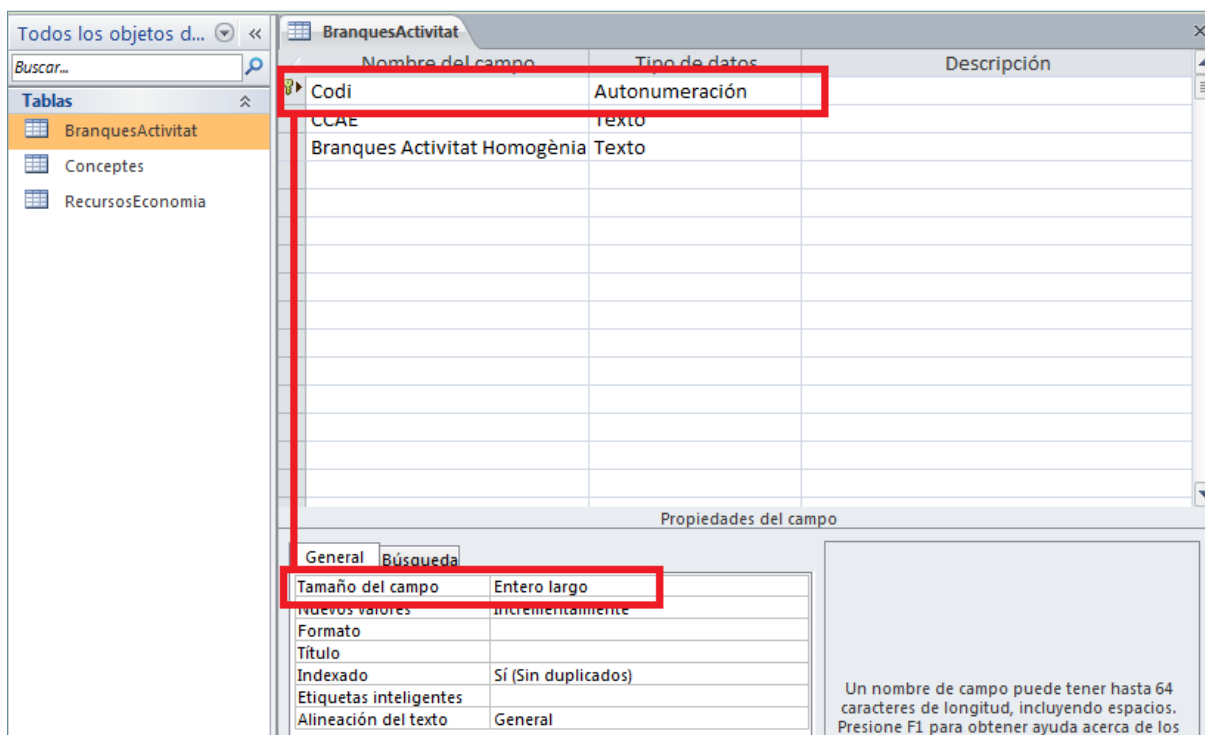 Todos los objetos d... «
Buscar...
Tablas
BranquesActivitat
Conceptes
RecursosEconomia
BranquesActivitat
Nombre del campo Tipo de datos Descripción
Codi Autonumeración
CCAE Texto
Branques Activitat Homogènia Texto
Propiedades del campo
General Búsqueda
Tamaño del campo Entero largo
Nuevos valores Incrementalmente
Formato
Título
Indexado Sí (Sin duplicados)
Etiquetas inteligentes
Alineación del texto General
Un nombre de campo puede tener hasta 64
caracteres de longitud, incluyendo espacios.
Presione F1 para obtener ayuda acerca de los